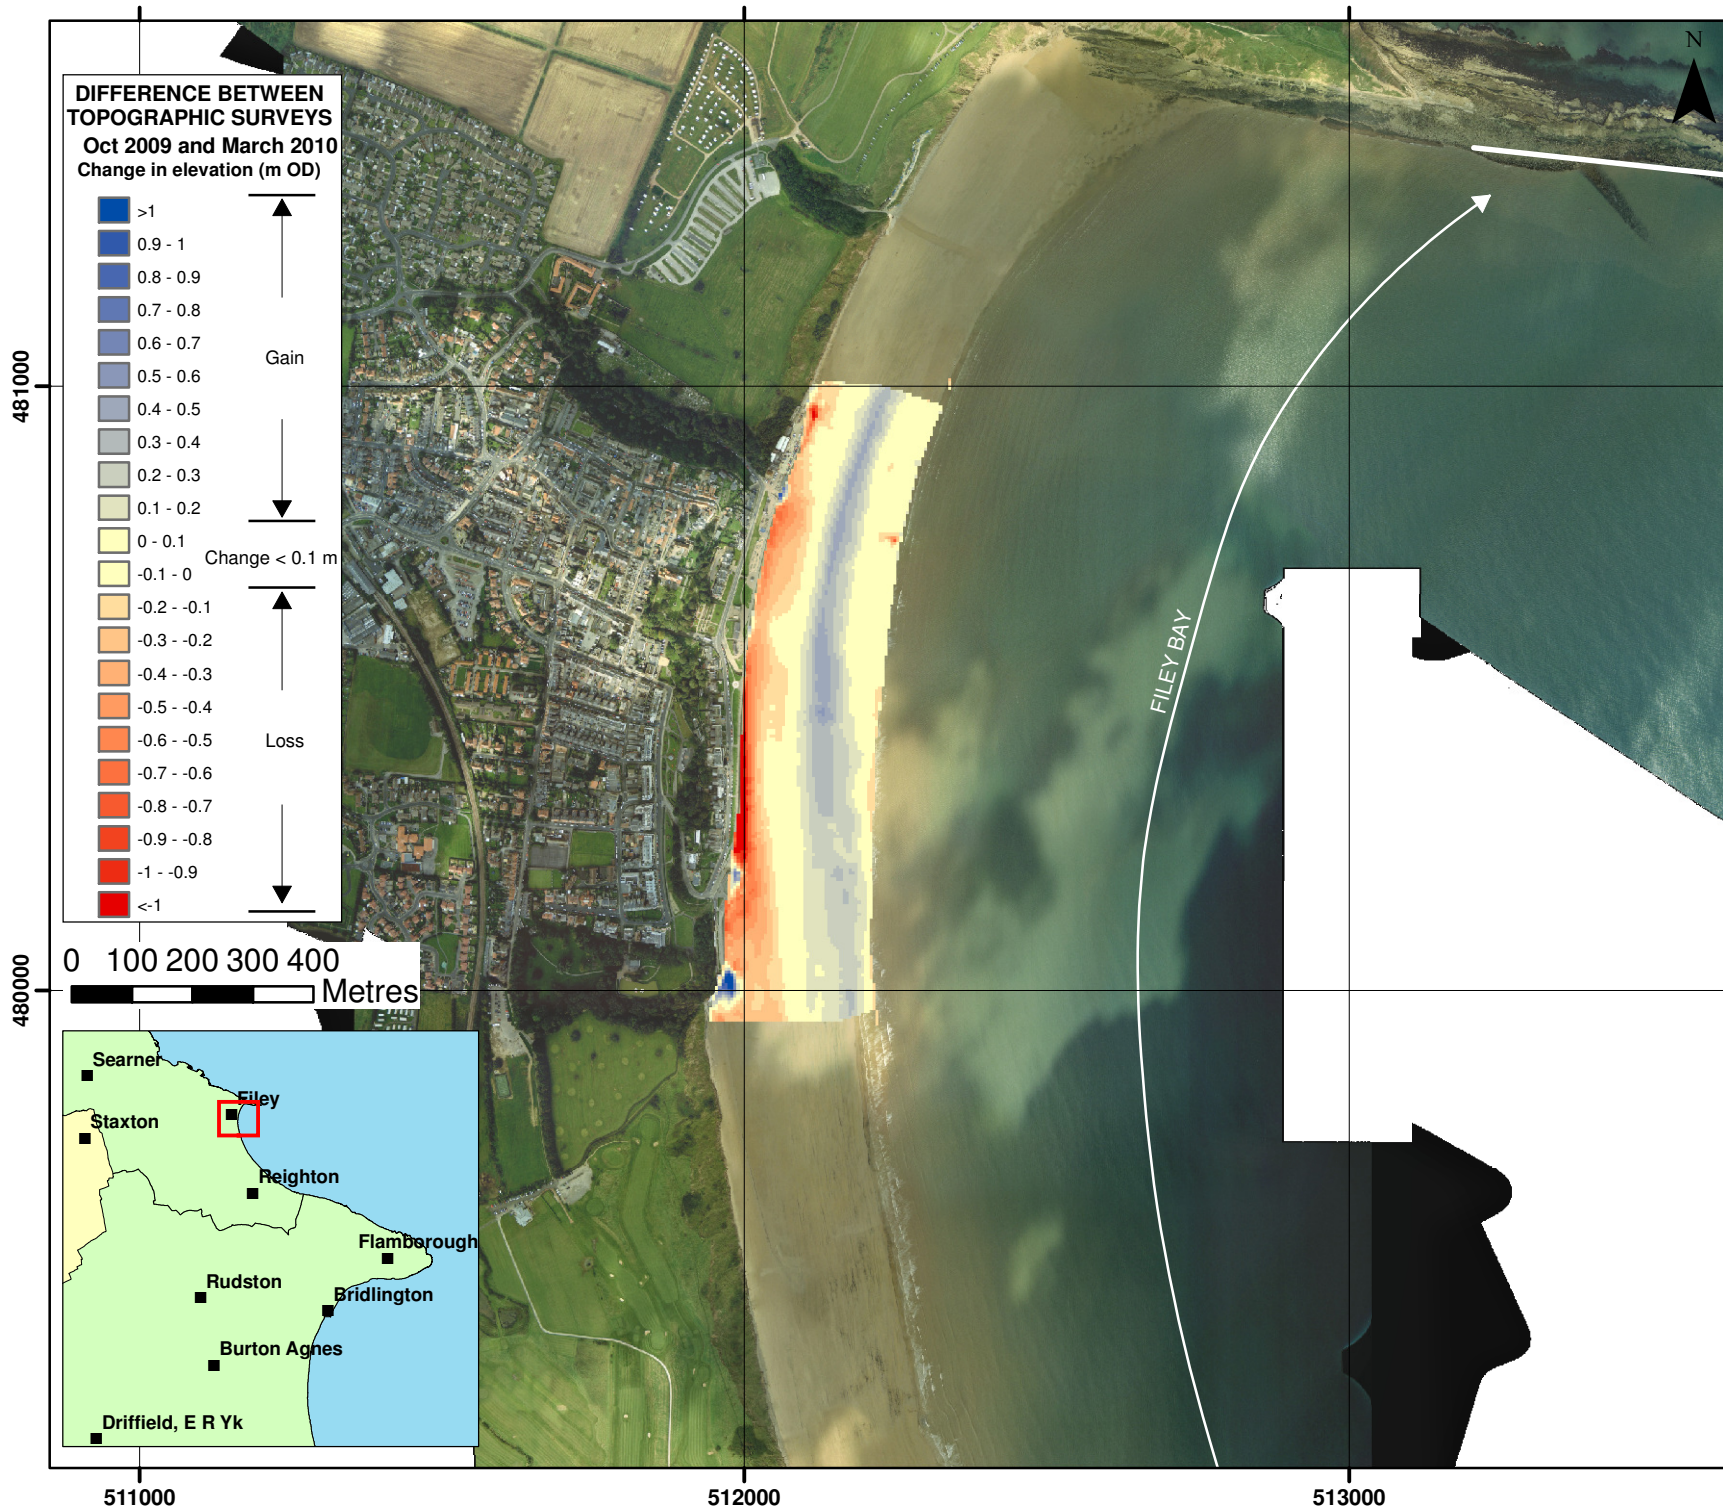 N
DIFFERENCE BETWEEN
TOPOGRAPHIC SURVEYS
Oct 2009 and March 2010
Change in elevation (m OD)
>1
0.9 - 1
0.8 - 0.9
0.7 - 0.8
0.6 - 0.7
0.5 - 0.6
0.4 - 0.5
0.3 - 0.4
0.2 - 0.3
0.1 - 0.2
0 - 0.1
-0.1 - 0
-0.2 - -0.1
-0.3 - -0.2
-0.4 - -0.3
-0.5 - -0.4
-0.6 - -0.5
-0.7 - -0.6
-0.8 - -0.7
-0.9 - -0.8
-1 - -0.9
<-1
Gain
Change < 0.1 m
Loss
481000
480000
FILEY BAY
0 100 200 300 400
Metres
Searner
Filey
Staxton
Reighton
Flamborough
Rudston
Bridlington
Burton Agnes
Driffield, E R Yk
511000
512000
513000